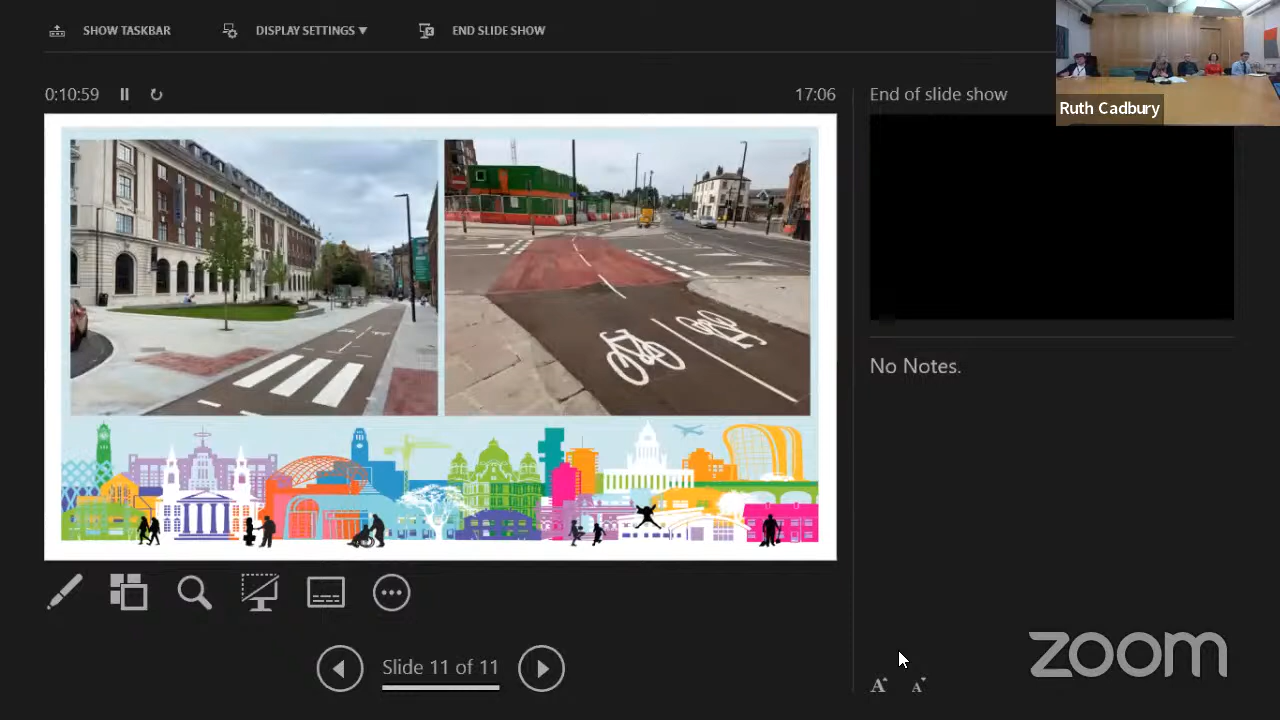 SHOW TASKBAR
DISPLAY SETTINGS ▼
END SLIDE SHOW
Ruth Cadbury
0:10:59
17:06
End of slide show
No Notes.
Slide 11 of 11
A A
zoom